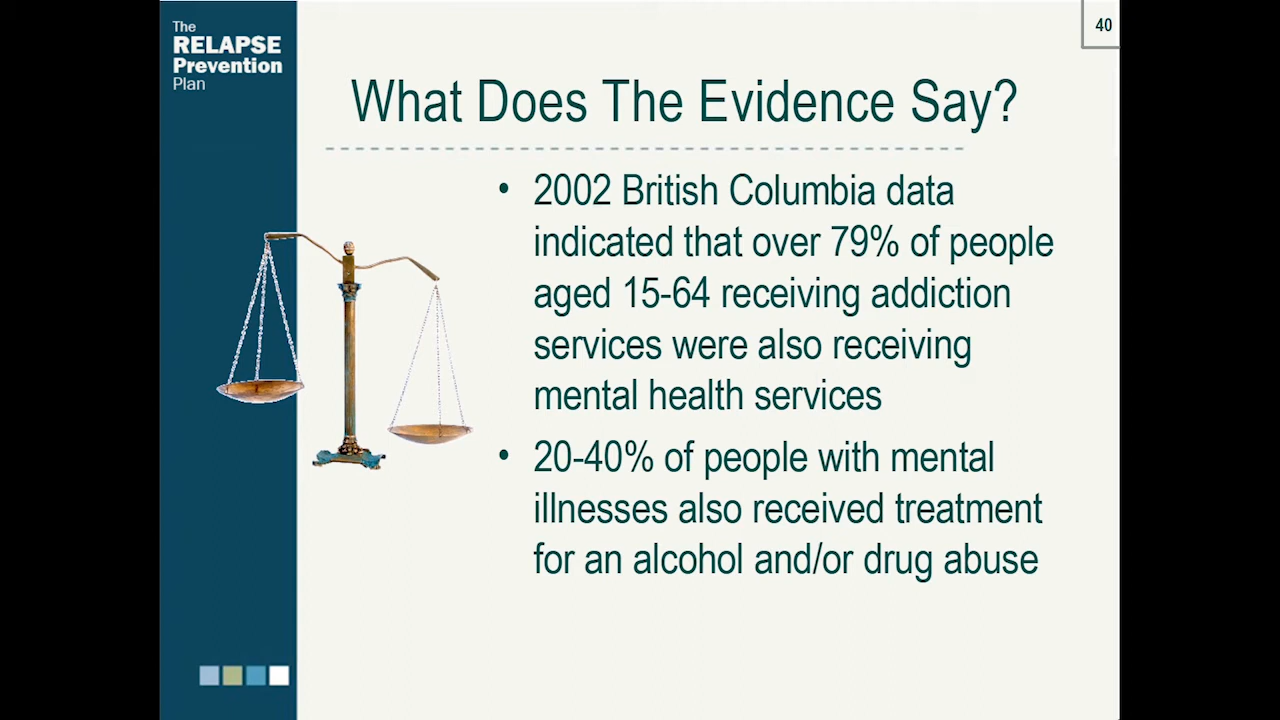 The
RELAPSE
Prevention
Plan
40
What Does The Evidence Say?
• 2002 British Columbia data
indicated that over 79% of people
aged 15-64 receiving addiction
services were also receiving
mental health services
• 20-40% of people with mental
illnesses also received treatment
for an alcohol and/or drug abuse